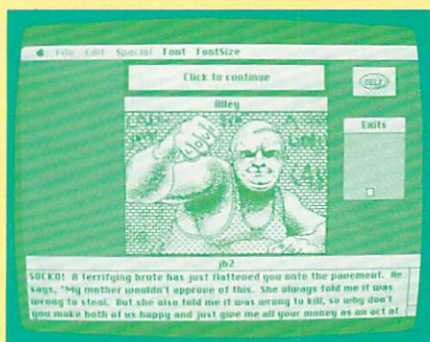 File Edit Special Font FontSize
Click to continue
SELF
Alley
Exits
jb2
SOCKO! A terrifying brute has just flattened you onto the pavement. He
says, "My mother wouldn't approve of this. She always told me it was
wrong to steal. But she also told me it was wrong to kill, so why don't
you make both of us happy and just give me all your money as an act of